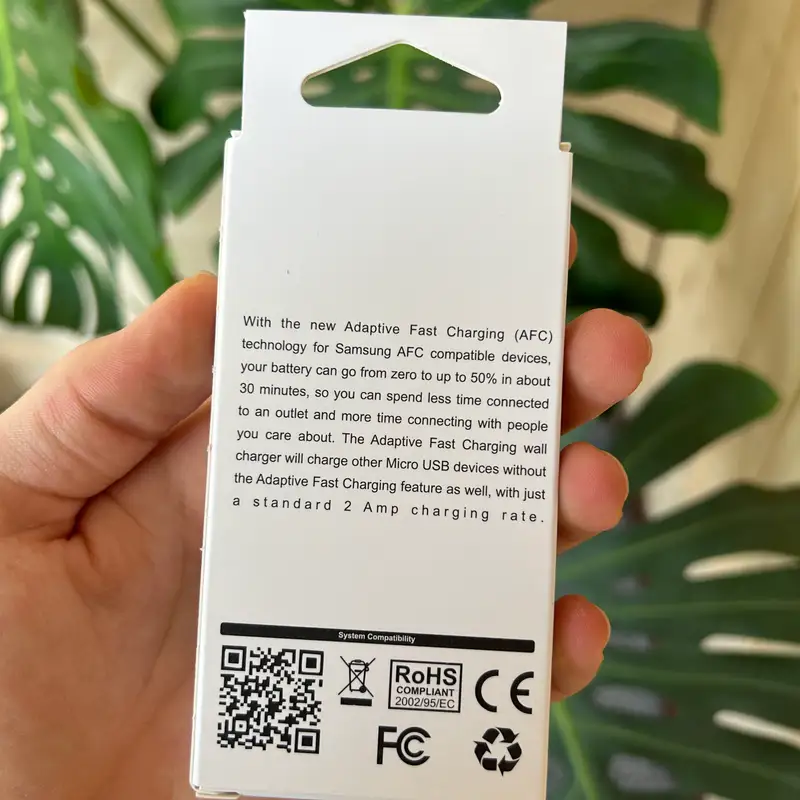 With the new Adaptive Fast Charging (AFC)
technology for Samsung AFC compatible devices,
your battery can go from zero to up to 50% in about
30 minutes, so you can spend less time connected
to an outlet and more time connecting with people
you care about. The Adaptive Fast Charging wall
charger will charge other Micro USB devices without
the Adaptive Fast Charging feature as well, with just
a standard 2 Amp charging rate.
System Compatibility
RoHS
COMPLIANT
2002/95/EC
CE
FC